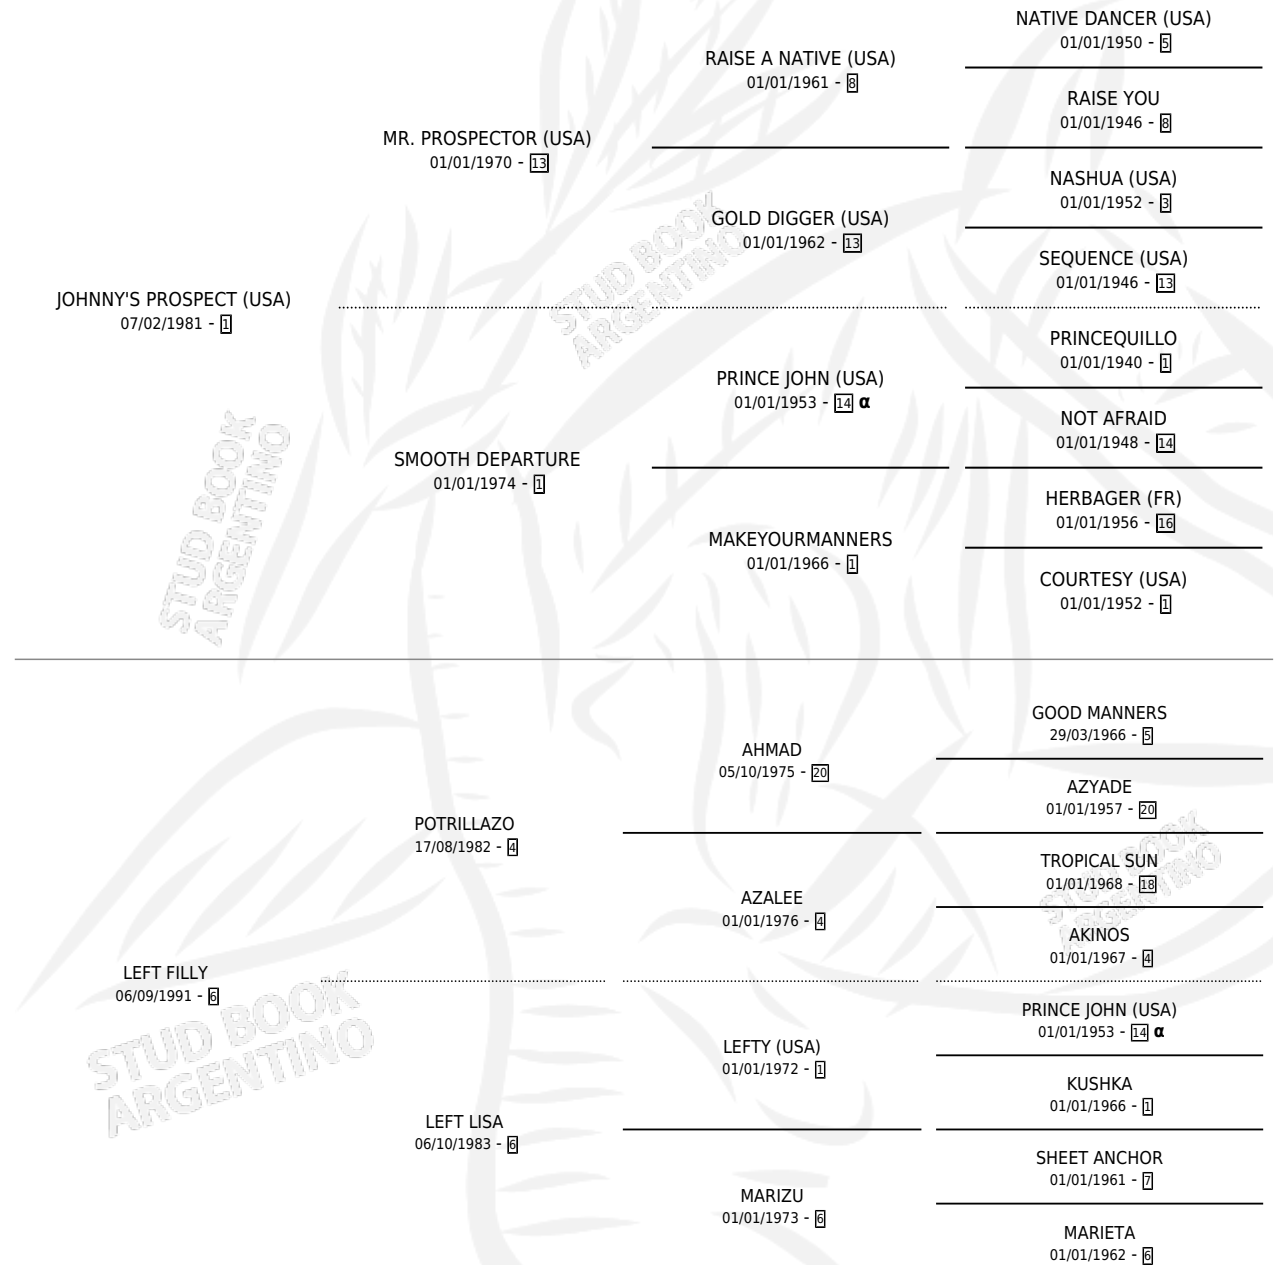 NATIVE DANCER (USA)
01/01/1950 - 5
RAISE A NATIVE (USA)
01/01/1961 - 8
RAISE YOU
01/01/1946 - 8
MR. PROSPECTOR (USA)
01/01/1970 - 13
NASHUA (USA)
01/01/1952 - 3
GOLD DIGGER (USA)
01/01/1962 - 13
SEQUENCE (USA)
01/01/1946 - 13
JOHNNY'S PROSPECT (USA)
07/02/1981 - 1
PRINCEQUILLO
01/01/1940 - 1
PRINCE JOHN (USA)
01/01/1953 - 14 α
NOT AFRAID
01/01/1948 - 14
SMOOTH DEPARTURE
01/01/1974 - 1
HERBAGER (FR)
01/01/1956 - 16
MAKEYOURMANNERS
01/01/1966 - 1
COURTESY (USA)
01/01/1952 - 1
GOOD MANNERS
29/03/1966 - 5
AHMAD
05/10/1975 - 20
AZYADE
01/01/1957 - 20
POTRILLAZO
17/08/1982 - 4
TROPICAL SUN
01/01/1968 - 18
AZALEE
01/01/1976 - 4
AKINOS
01/01/1967 - 4
LEFT FILLY
06/09/1991 - 6
PRINCE JOHN (USA)
01/01/1953 - 14 α
LEFTY (USA)
01/01/1972 - 1
KUSHKA
01/01/1966 - 1
LEFT LISA
06/10/1983 - 6
SHEET ANCHOR
01/01/1961 - 7
MARIZU
01/01/1973 - 6
MARIETA
01/01/1962 - 6
STUD BOOK
ARGENTINO
STUD BOOK
ARGENTINO
STUD BOOK
ARGENTINO
STUD BOOK
ARGENTINO